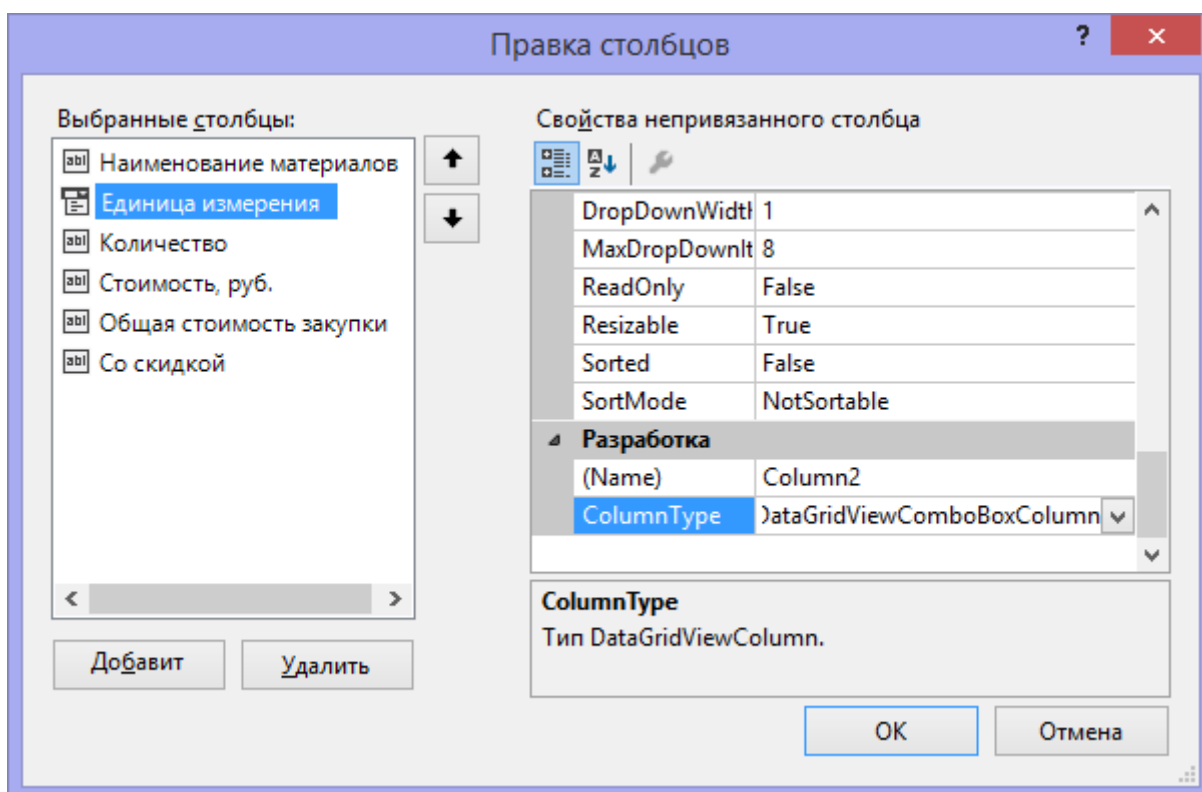 Правка столбцов
?
Выбранные столбцы:
Наименование материалов
Единица измерения
Количество
Стоимость, руб.
Общая стоимость закупки
Со скидкой
Добавит
Удалить
Свойства непривязанного столбца
DropDownWidth 1
MaxDropDownIt 8
ReadOnly False
Resizable True
Sorted False
SortMode NotSortable
Разработка
(Name) Column2
ColumnType DataGridViewComboBoxColumn
ColumnType
Тип DataGridViewColumn.
OK
Отмена